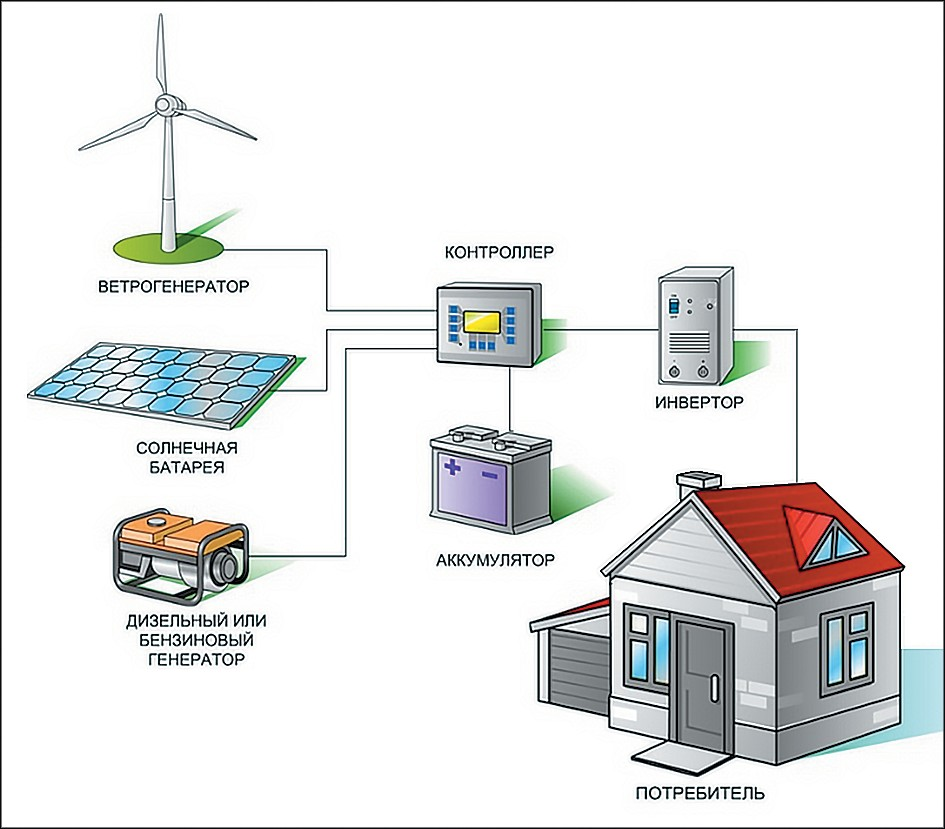 ВЕТРОГЕНЕРАТОР
КОНТРОЛЛЕР
ИНВЕРТОР
СОЛНЕЧНАЯ
БАТАРЕЯ
АККУМУЛЯТОР
ДИЗЕЛЬНЫЙ ИЛИ
БЕНЗИНОВЫЙ
ГЕНЕРАТОР
ПОТРЕБИТЕЛЬ